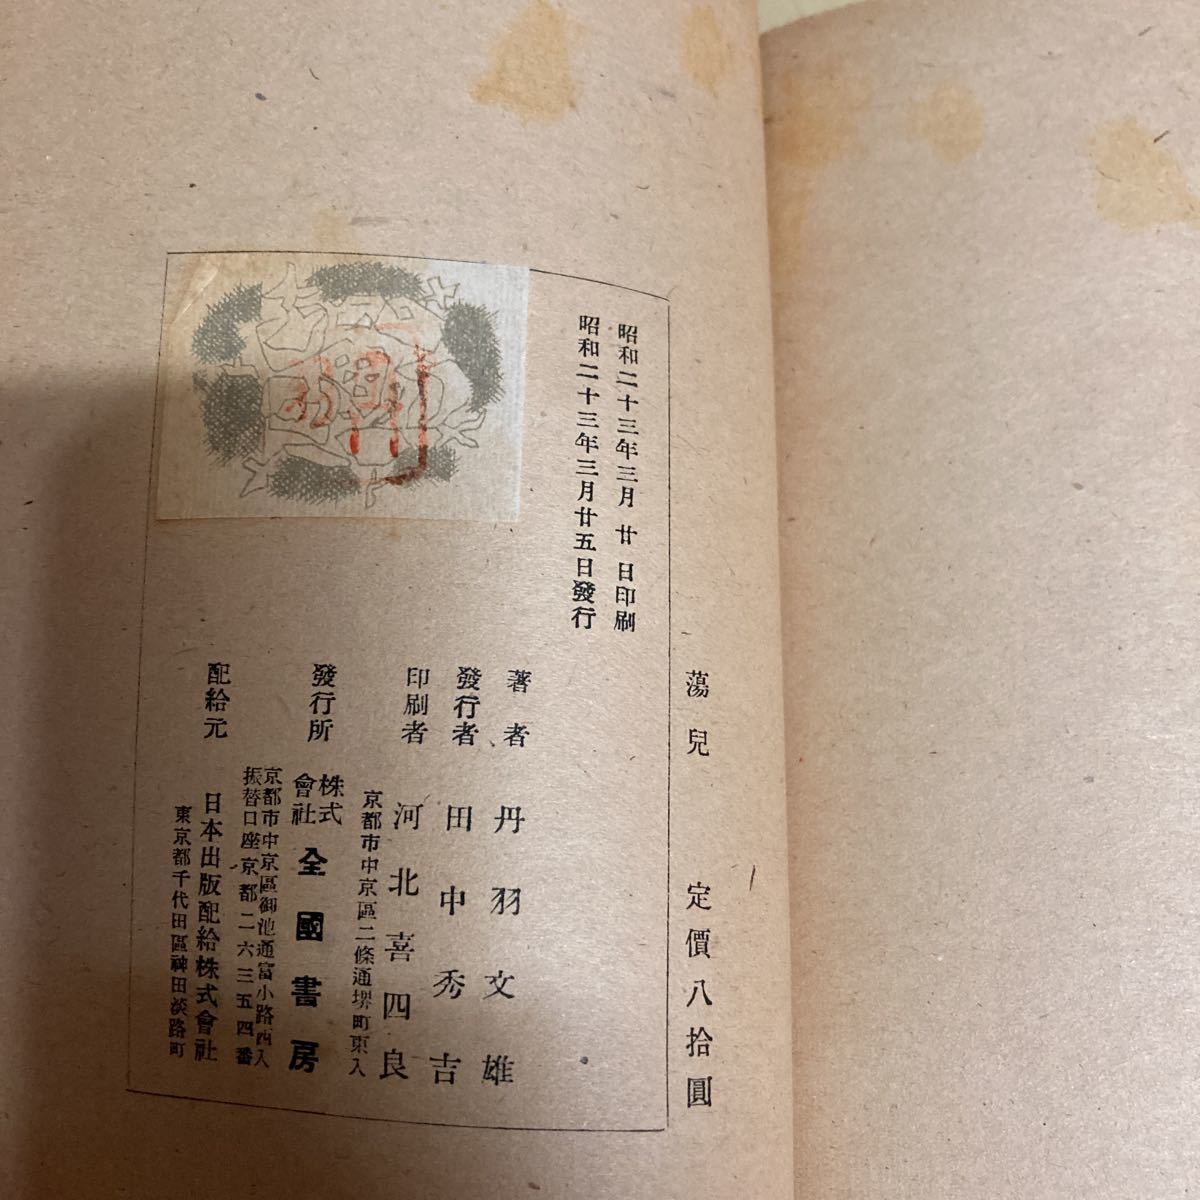 蕩兒　定價八拾圓
昭和二十三年三月廿日印刷
昭和二十三年三月廿五日發行
著者　丹羽文雄
發行者　田中秀吉
印刷者　河北喜四良
京都市中京區二條通堺町東入
發行所　株式會社　全國書房
京都市中京區御池通富小路西入
振替口座京都二六三五四番
配給元　日本出版配給株式會社
東京都千代田區神田淡路町